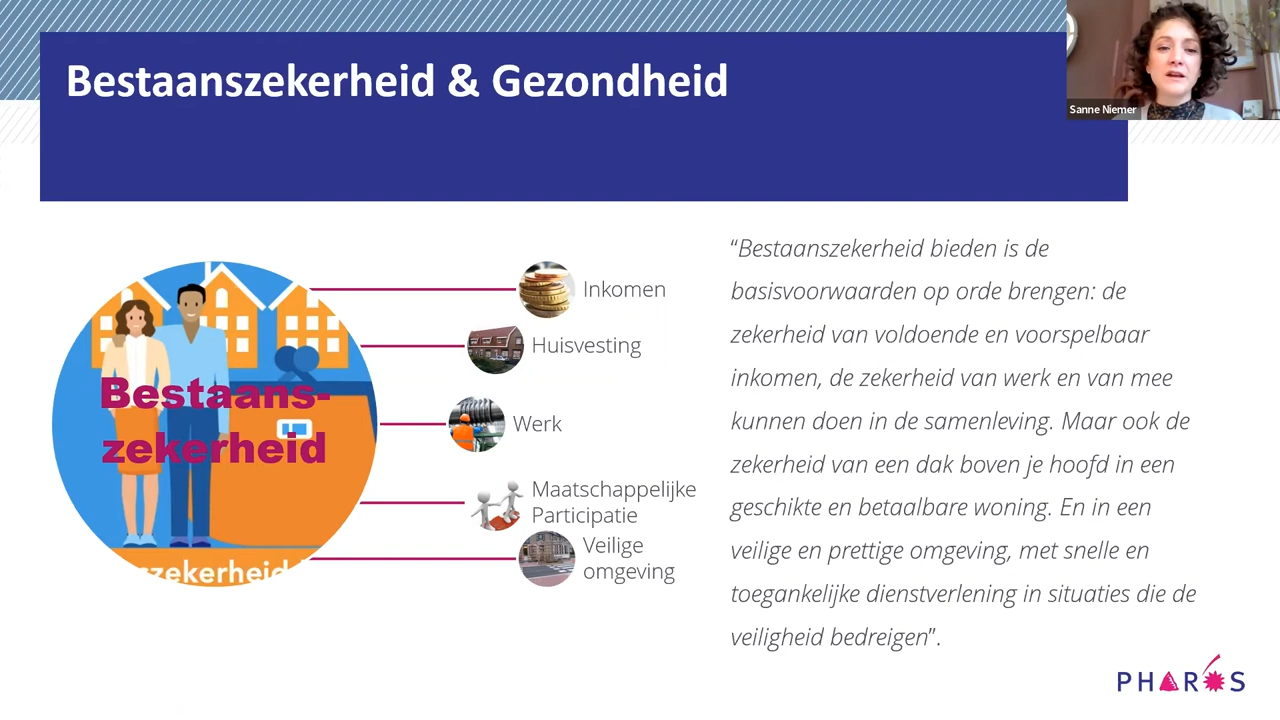 Bestaanszekerheid & Gezondheid
Sanne Niemer
Bestaans-
zekerheid
szekerheid
Inkomen
Huisvesting
Werk
Maatschappelijke
Participatie
Veilige
omgeving
“Bestaanszekerheid bieden is de
basisvoorwaarden op orde brengen: de
zekerheid van voldoende en voorspelbaar
inkomen, de zekerheid van werk en van mee
kunnen doen in de samenleving. Maar ook de
zekerheid van een dak boven je hoofd in een
geschikte en betaalbare woning. En in een
veilige en prettige omgeving, met snelle en
toegankelijke dienstverlening in situaties die de
veiligheid bedreigen”.
PHAROS